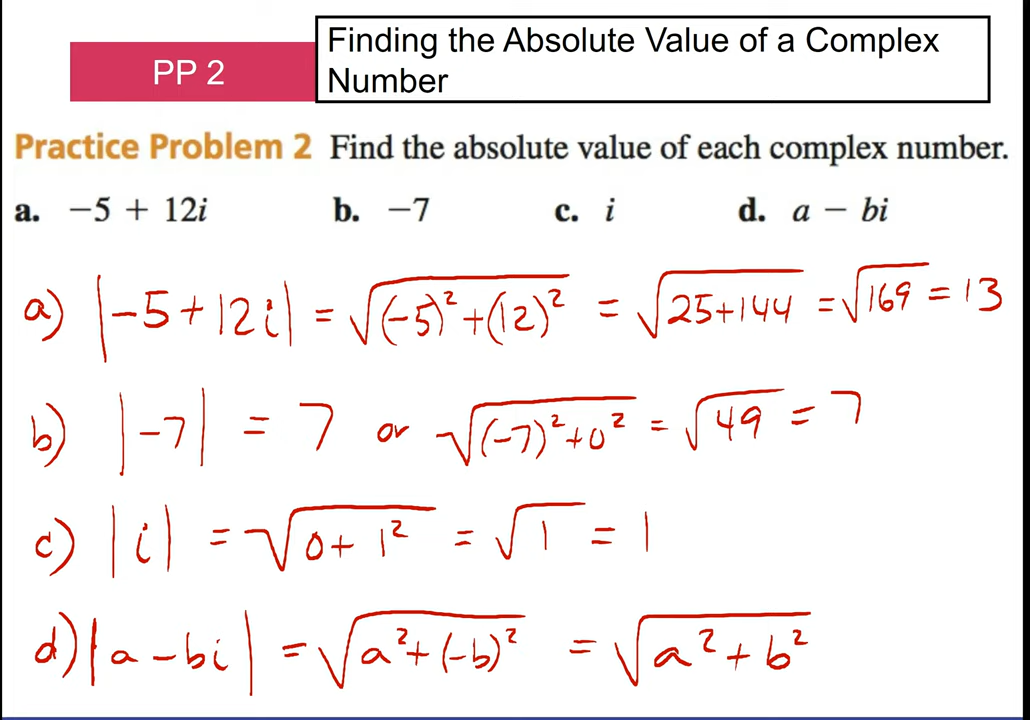 PP 2
Finding the Absolute Value of a Complex
Number
Practice Problem 2 Find the absolute value of each complex number.
a. −5 + 12i b. −7 c. i d. a − bi
a) |−5+12i| = √((−5)²+(12)²) = √(25+144) = √169 = 13
b) |−7| = 7 or √((−7)²+0²) = √49 = 7
c) |i| = √(0+1²) = √1 = 1
d) |a−bi| = √(a²+(−b)²) = √(a²+b²)